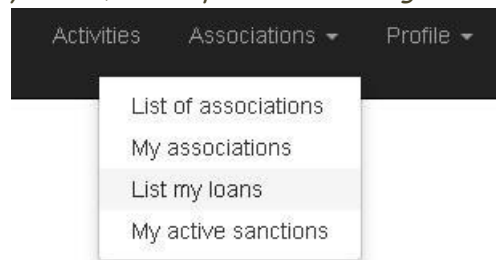 Activities Associations Profile
List of associations
My associations
List my loans
My active sanctions